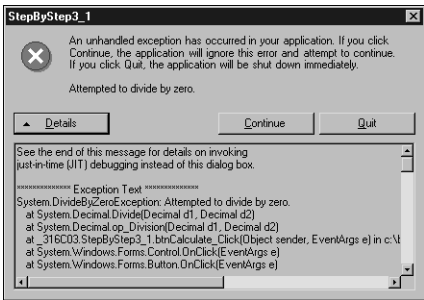 StepByStep3_1
An unhandled exception has occurred in your application. If you click
Continue, the application will ignore this error and attempt to continue.
If you click Quit, the application will be shut down immediately.
Attempted to divide by zero.
Details
Continue
Quit
See the end of this message for details on invoking
just-in-time (JIT) debugging instead of this dialog box.
************** Exception Text **************
System.DivideByZeroException: Attempted to divide by zero.
at System.Decimal.Divide(Decimal d1, Decimal d2)
at System.Decimal.op_Division(Decimal d1, Decimal d2)
at _316C03.StepByStep3_1.btnCalculate_Click(Object sender, EventArgs e) in c:\
at System.Windows.Forms.Control.OnClick(EventArgs e)
at System.Windows.Forms.Button.OnClick(EventArgs e)